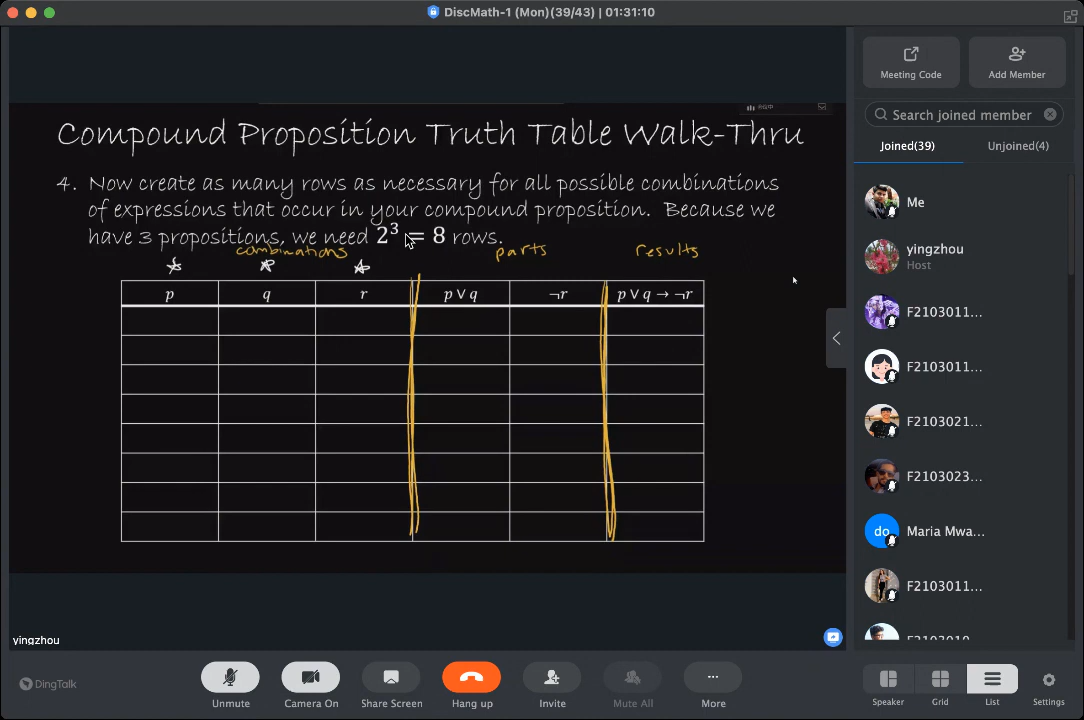 DiscMath-1 (Mon)(39/43) | 01:31:10
Compound Proposition Truth Table Walk-Thru
4. Now create as many rows as necessary for all possible combinations
of expressions that occur in your compound proposition. Because we
have 3 propositions, we need 2³ = 8 rows.
combinations parts results
p q r p ∨ q ¬r p ∨ q → ¬r
yingzhou
Meeting Code Add Member
Search joined member
Joined(39) Unjoined(4)
Me
yingzhou
Host
F2103011...
F2103011...
F2103021...
F2103023...
do Maria Mwa...
F2103011...
DingTalk
Unmute Camera On Share Screen Hang up Invite Mute All More
Speaker Grid List Settings